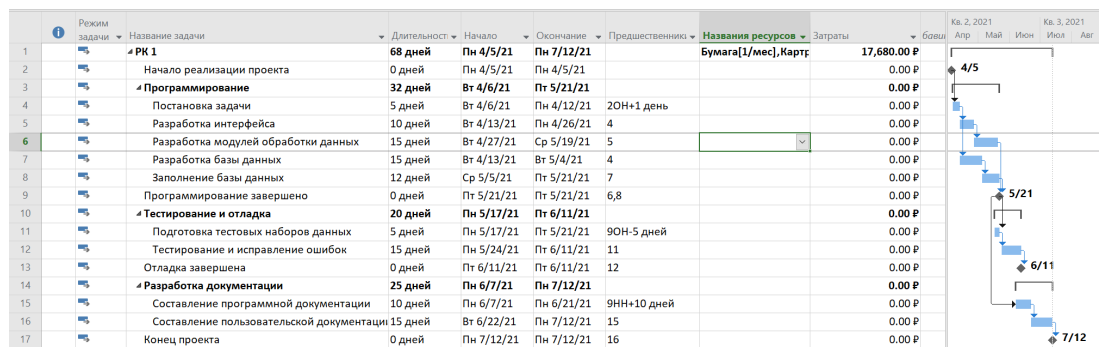 Режим задачи Название задачи Длительность Начало Окончание Предшественники Названия ресурсов Затраты Кв. 2, 2021 Кв. 3, 2021
Апр Май Июн Июл Авг
1 РК 1 68 дней Пн 4/5/21 Пн 7/12/21 Бумага[1/мес],Картр 17,680.00 ₽
2 Начало реализации проекта 0 дней Пн 4/5/21 Пн 4/5/21 0.00 ₽ 4/5
3 Программирование 32 дней Вт 4/6/21 Пт 5/21/21 0.00 ₽
4 Постановка задачи 5 дней Вт 4/6/21 Пн 4/12/21 2ОН+1 день 0.00 ₽
5 Разработка интерфейса 10 дней Вт 4/13/21 Пн 4/26/21 4 0.00 ₽
6 Разработка модулей обработки данных 15 дней Вт 4/27/21 Ср 5/19/21 5 0.00 ₽
7 Разработка базы данных 15 дней Вт 4/13/21 Вт 5/4/21 4 0.00 ₽
8 Заполнение базы данных 12 дней Ср 5/5/21 Пт 5/21/21 7 0.00 ₽
9 Программирование завершено 0 дней Пт 5/21/21 Пт 5/21/21 6,8 0.00 ₽ 5/21
10 Тестирование и отладка 20 дней Пн 5/17/21 Пт 6/11/21 0.00 ₽
11 Подготовка тестовых наборов данных 5 дней Пн 5/17/21 Пт 5/21/21 9ОН-5 дней 0.00 ₽
12 Тестирование и исправление ошибок 15 дней Пн 5/24/21 Пт 6/11/21 11 0.00 ₽
13 Отладка завершена 0 дней Пт 6/11/21 Пт 6/11/21 12 0.00 ₽ 6/11
14 Разработка документации 25 дней Пн 6/7/21 Пн 7/12/21 0.00 ₽
15 Составление программной документации 10 дней Пн 6/7/21 Пн 6/21/21 9НН+10 дней 0.00 ₽
16 Составление пользовательской документации 15 дней Вт 6/22/21 Пн 7/12/21 15 0.00 ₽
17 Конец проекта 0 дней Пн 7/12/21 Пн 7/12/21 16 0.00 ₽ 7/12